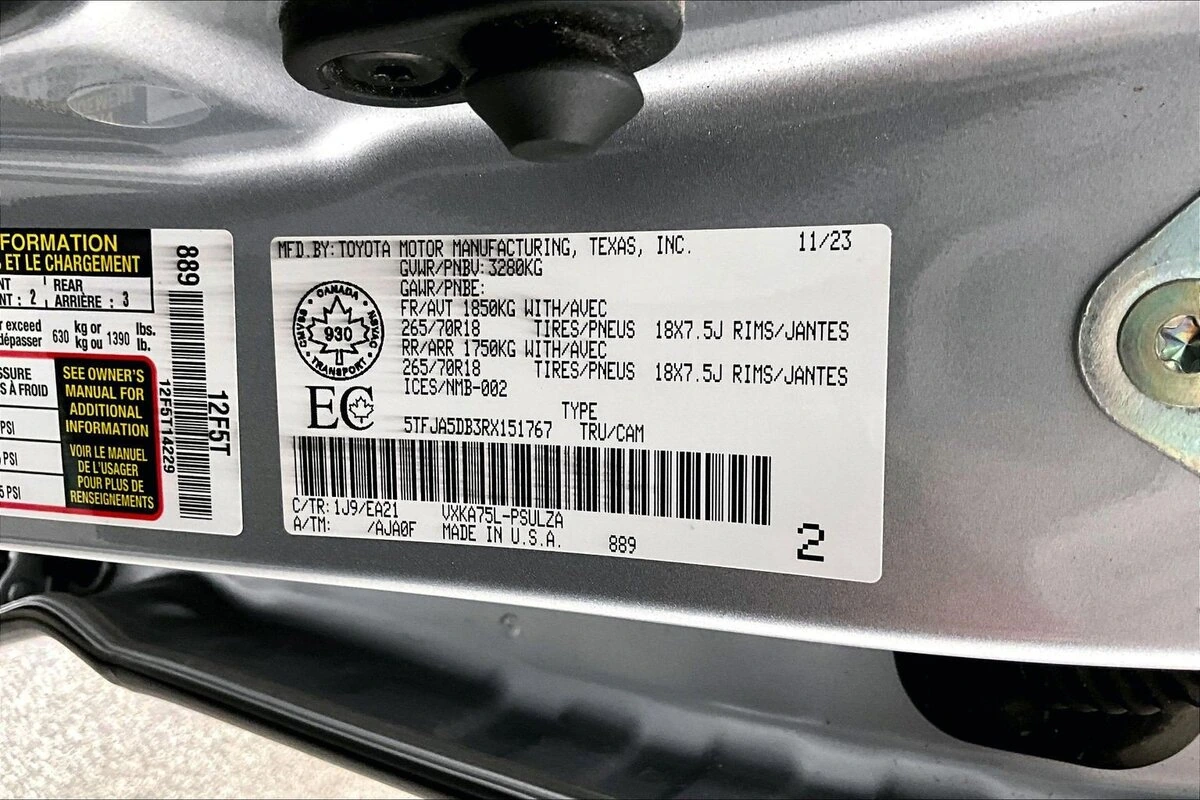 FORMATION
ET LE CHARGEMENT
NT : 2 REAR ARRIÈRE : 3
r exceed 630 kg or 1390 lbs.
dépasser kg ou lb.
SSURE
S À FROID
PSI
PSI
5 PSI
SEE OWNER'S
MANUAL FOR
ADDITIONAL
INFORMATION
VOIR LE MANUEL
DE L'USAGER
POUR PLUS DE
RENSEIGNEMENTS
889
12F5T
12F5T14229
MFD.BY:TOYOTA MOTOR MANUFACTURING, TEXAS, INC. 11/23
GVWR/PNBV:3280KG
GAWR/PNBE:
FR/AVT 1850KG WITH/AVEC
265/70R18 TIRES/PNEUS 18X7.5J RIMS/JANTES
RR/ARR 1750KG WITH/AVEC
265/70R18 TIRES/PNEUS 18X7.5J RIMS/JANTES
ICES/NMB-002
CANADA
CMVSS
930
NSVAC
TRANSPORT
EC
TYPE
5TFJA5DB3RX151767 TRU/CAM
C/TR:1J9/EA21 VXKA75L-PSULZA
A/TM: /AJA0F MADE IN U.S.A. 889
2